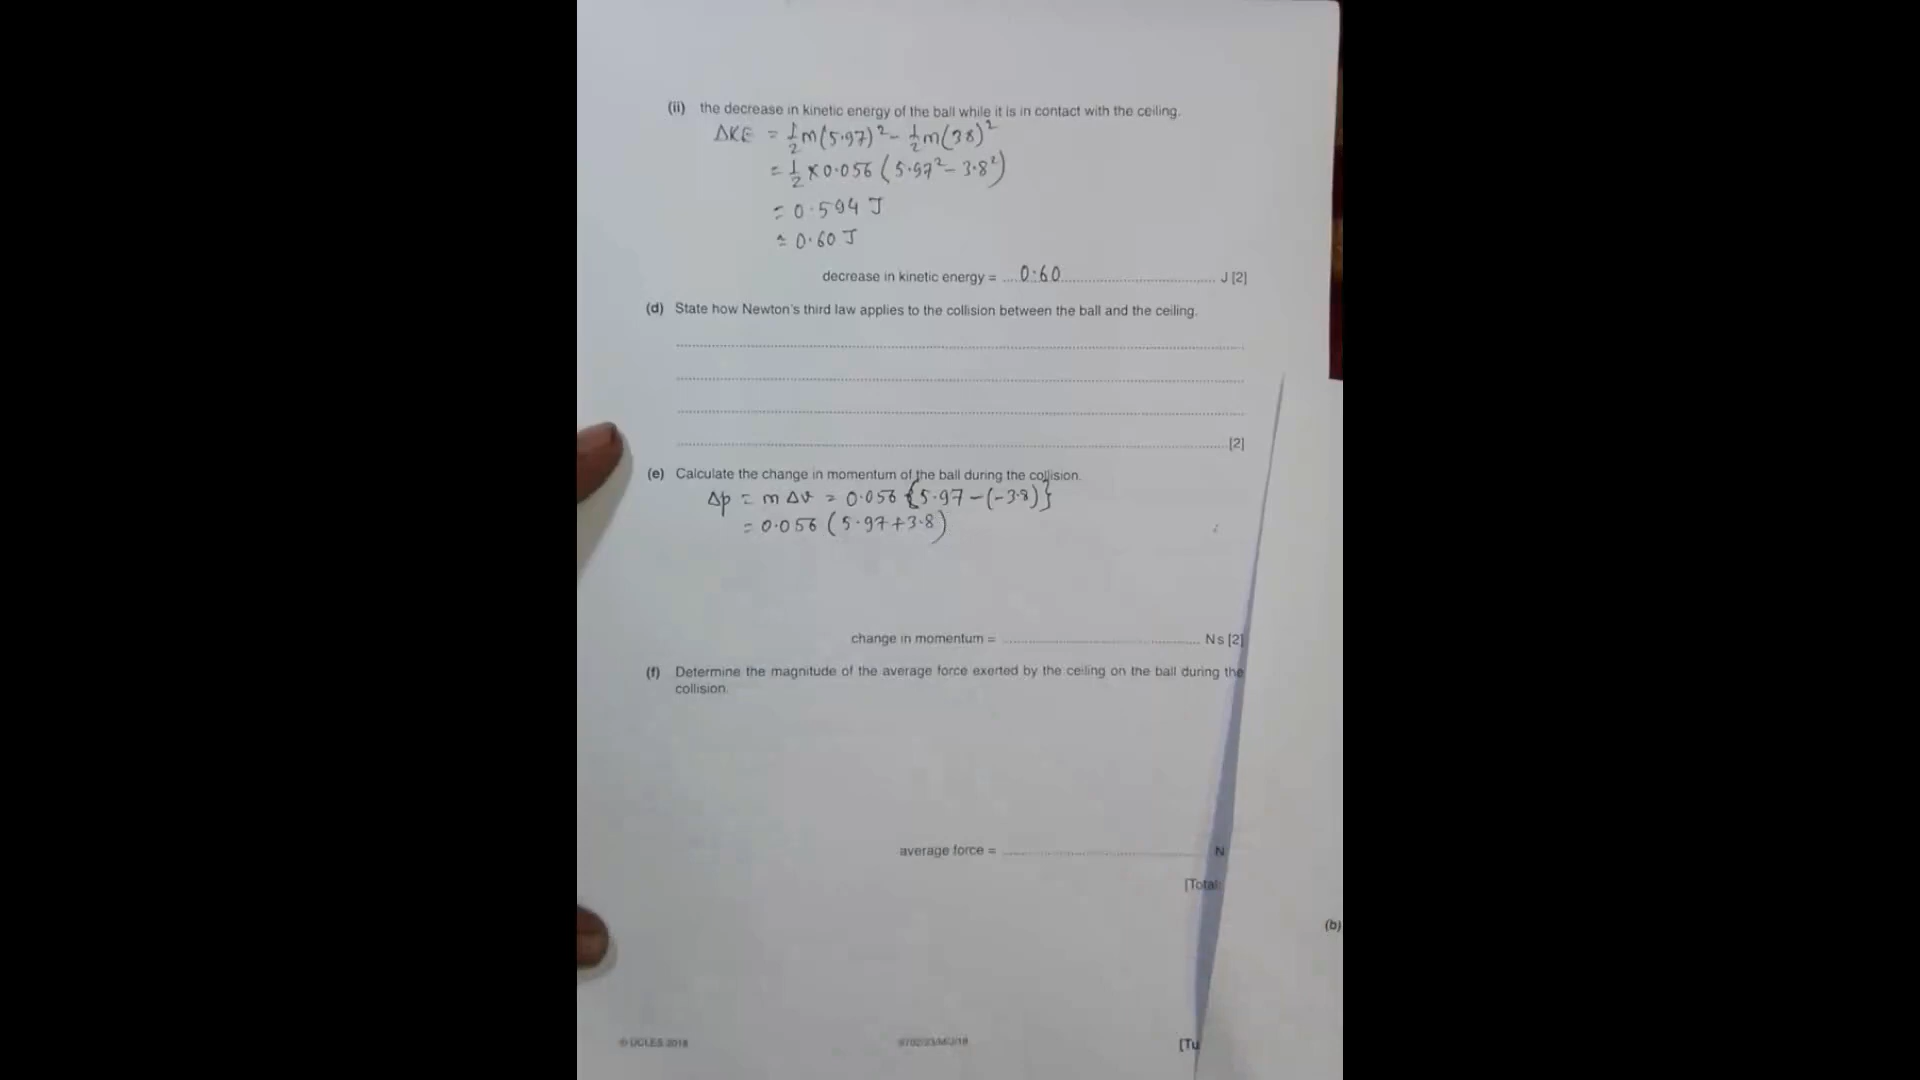 (ii) the decrease in kinetic energy of the ball while it is in contact with the ceiling.
ΔKE = ½m(5.97)² - ½m(38)²
= ½ × 0.056 (5.97² - 3.8²)
= 0.594 J
≈ 0.60 J
decrease in kinetic energy = ....0.60................................ J [2]
(d) State how Newton's third law applies to the collision between the ball and the ceiling.
[2]
(e) Calculate the change in momentum of the ball during the collision.
Δp = m Δv = 0.056 {5.97-(-3.8)}
= 0.056 (5.97+3.8)
change in momentum = ................................ N s [2]
(f) Determine the magnitude of the average force exerted by the ceiling on the ball during the
collision.
average force = ................................ N
[Total:
(b)
© UCLES 2018
9702/23/M/J/18
[Tu